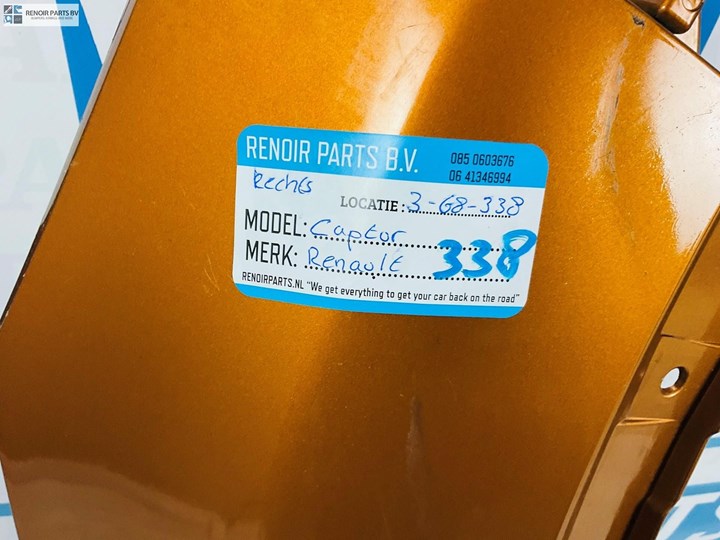 RENOIR PARTS BV
RENOIR PARTS B.V.
085 0603676
06 41346994
Rechts
LOCATIE: 3-G8-338
MODEL: Captur
MERK: Renault
338
RENOIRPARTS.NL "We get everything to get your car back on the road"